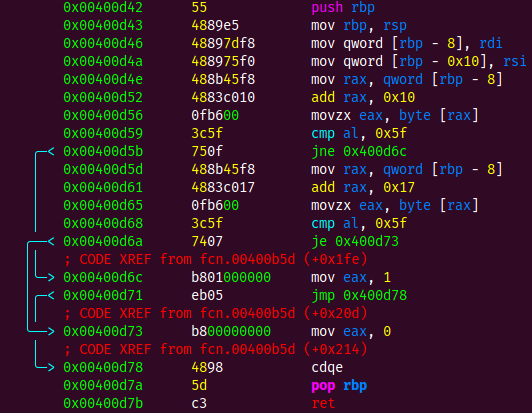 0x00400d42 55 push rbp
0x00400d43 4889e5 mov rbp, rsp
0x00400d46 48897df8 mov qword [rbp - 8], rdi
0x00400d4a 488975f0 mov qword [rbp - 0x10], rsi
0x00400d4e 488b45f8 mov rax, qword [rbp - 8]
0x00400d52 4883c010 add rax, 0x10
0x00400d56 0fb600 movzx eax, byte [rax]
0x00400d59 3c5f cmp al, 0x5f
< 0x00400d5b 750f jne 0x400d6c
0x00400d5d 488b45f8 mov rax, qword [rbp - 8]
0x00400d61 4883c017 add rax, 0x17
0x00400d65 0fb600 movzx eax, byte [rax]
0x00400d68 3c5f cmp al, 0x5f
< 0x00400d6a 7407 je 0x400d73
; CODE XREF from fcn.00400b5d (+0x1fe)
> 0x00400d6c b801000000 mov eax, 1
< 0x00400d71 eb05 jmp 0x400d78
; CODE XREF from fcn.00400b5d (+0x20d)
> 0x00400d73 b800000000 mov eax, 0
; CODE XREF from fcn.00400b5d (+0x214)
> 0x00400d78 4898 cdqe
0x00400d7a 5d pop rbp
0x00400d7b c3 ret